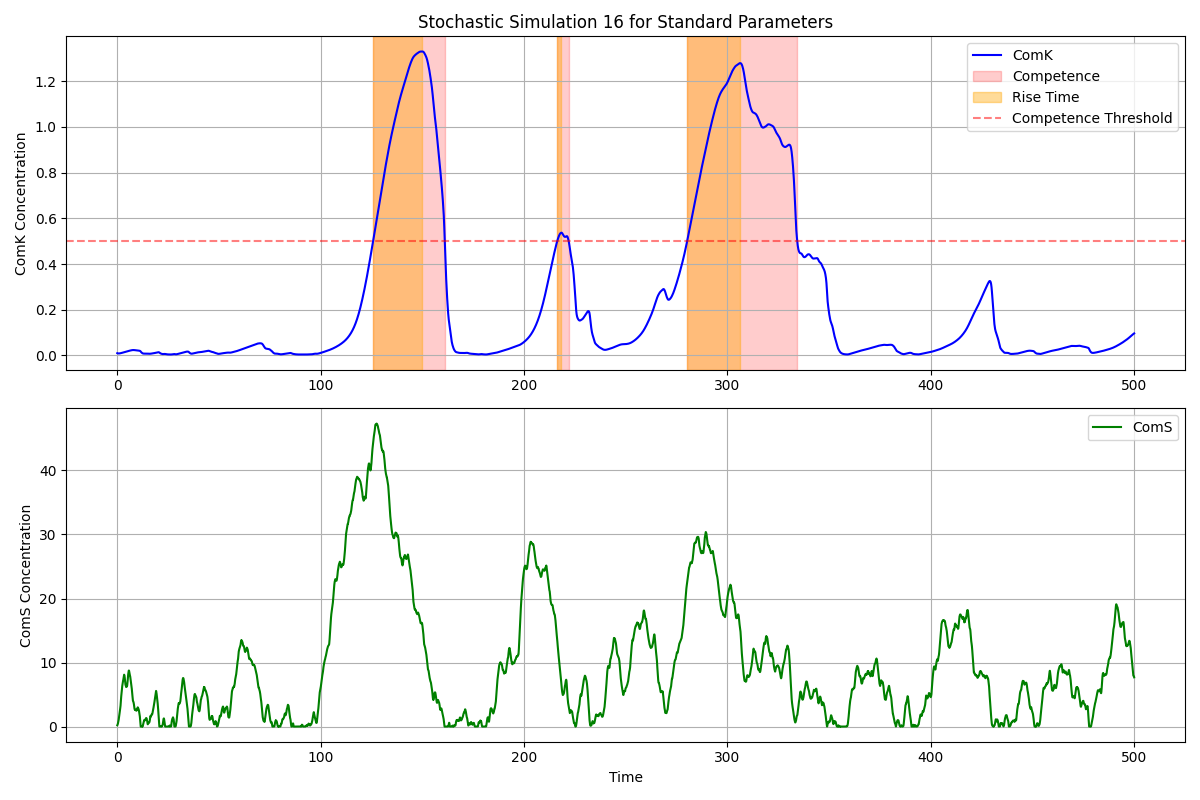 Stochastic Simulation 16 for Standard Parameters
ComK Concentration
1.2
1.0
0.8
0.6
0.4
0.2
0.0
ComK
Competence
Rise Time
Competence Threshold
0 100 200 300 400 500
ComS Concentration
40
30
20
10
0
ComS
0 100 200 300 400 500
Time